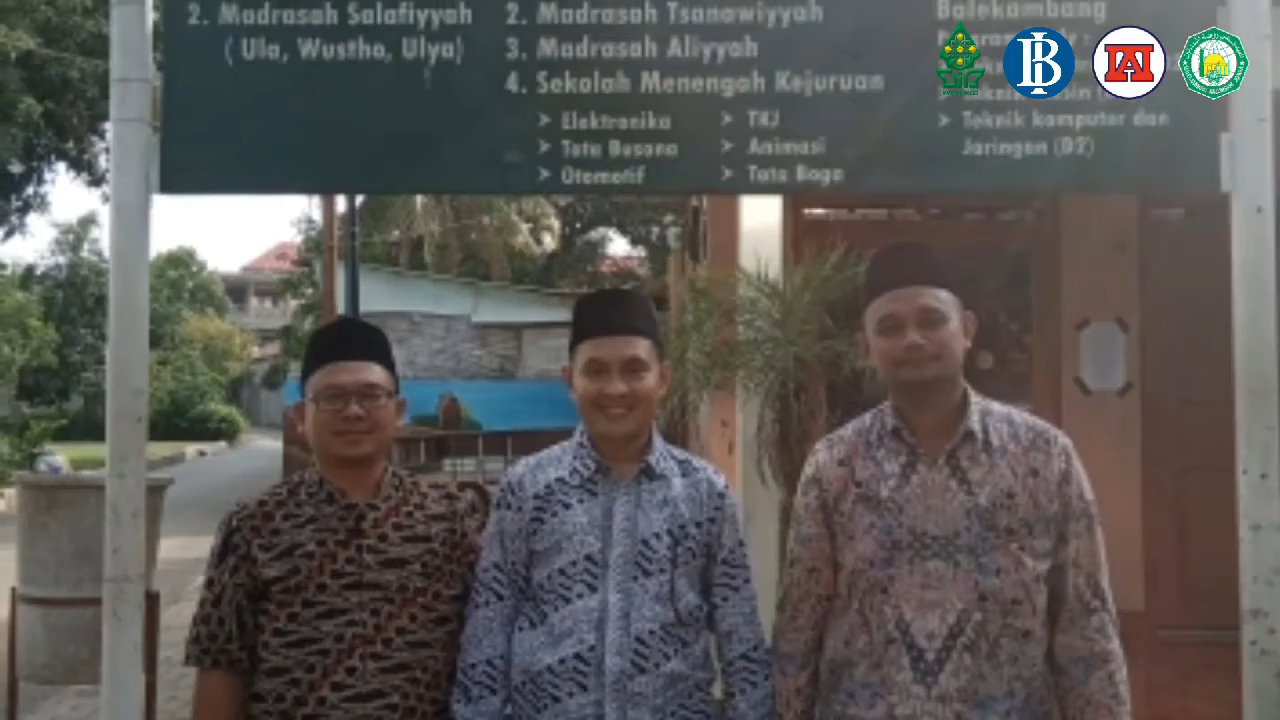 2. Madrasah Salafiyyah
( Ula, Wustho, Ulya)
2. Madrasah Tsanawiyyah
3. Madrasah Aliyyah
4. Sekolah Menengah Kejuruan
➤ Elektronika
➤ Tata Busana
➤ Otomotif
➤ TKJ
➤ Animasi
➤ Tata Boga
Balekambang
➤ Teknik komputer dan
Jaringan (D2)
BI